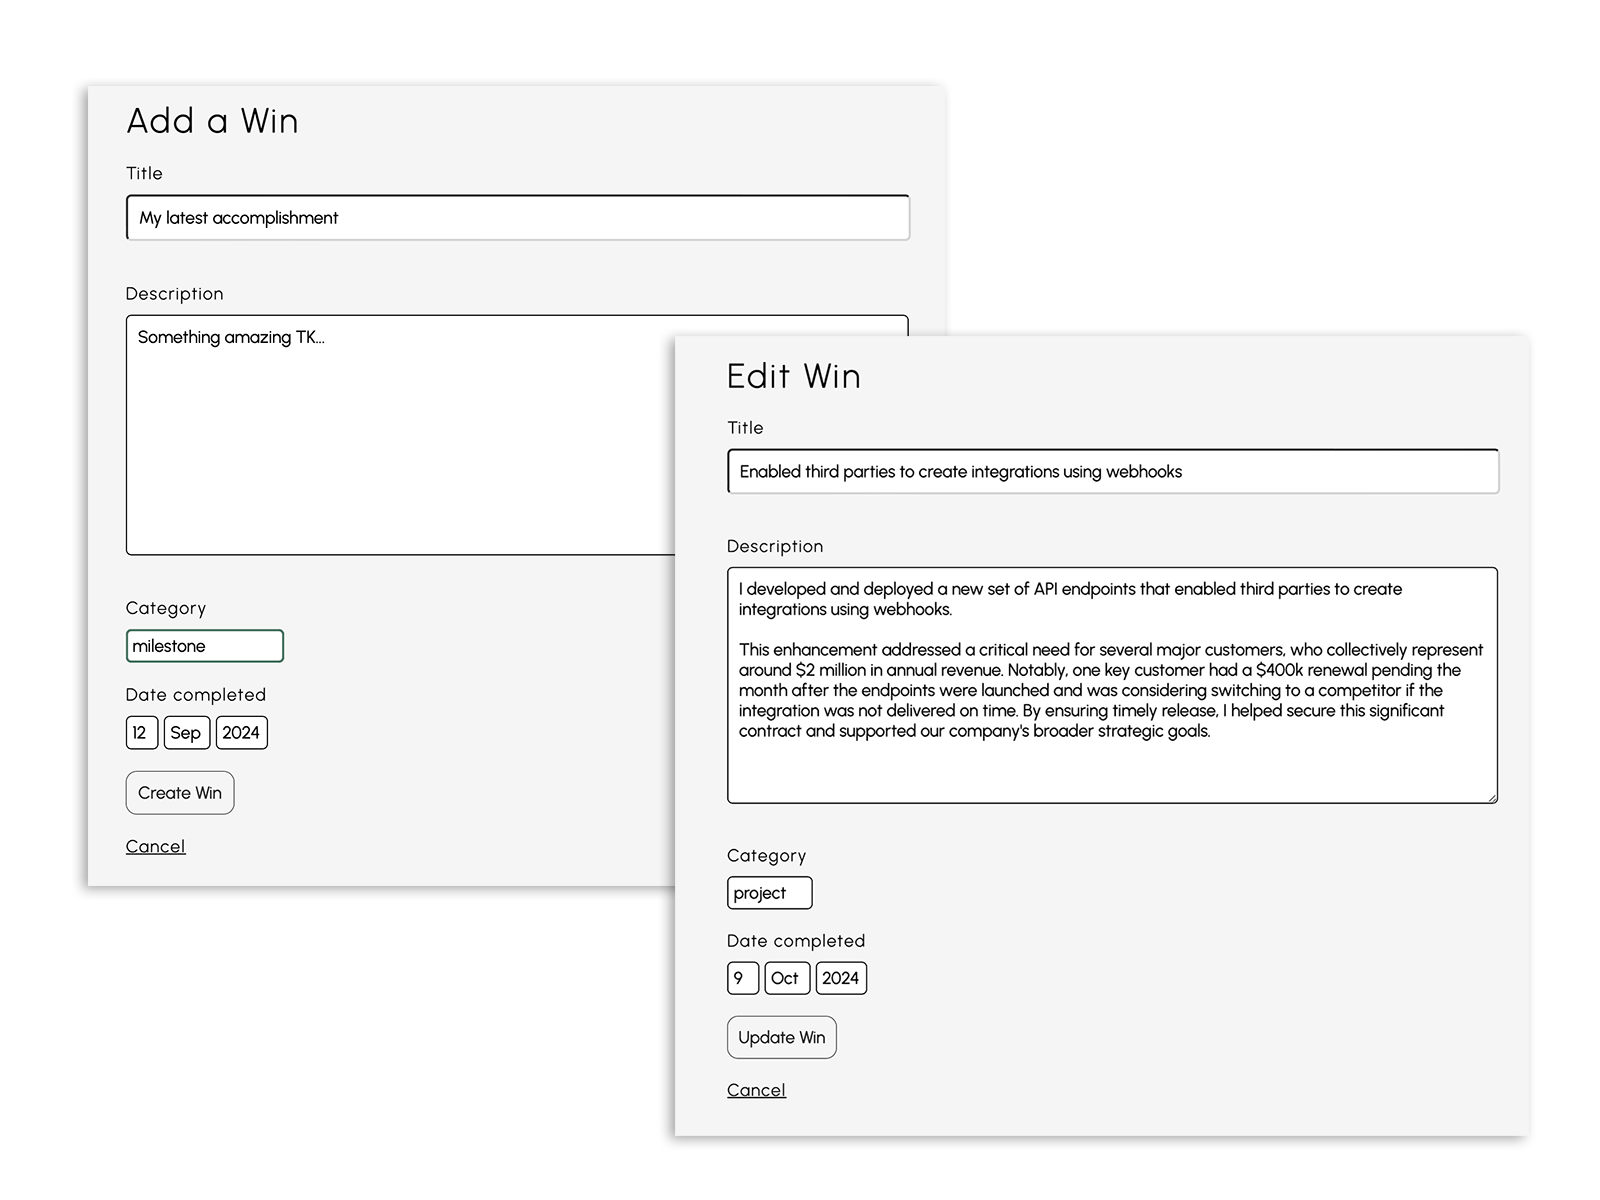 Add a Win
Title
My latest accomplishment
Description
Something amazing TK...
Category
milestone
Date completed
12 Sep 2024
Create Win
Cancel
Edit Win
Title
Enabled third parties to create integrations using webhooks
Description
I developed and deployed a new set of API endpoints that enabled third parties to create
integrations using webhooks.
This enhancement addressed a critical need for several major customers, who collectively represent
around $2 million in annual revenue. Notably, one key customer had a $400k renewal pending the
month after the endpoints were launched and was considering switching to a competitor if the
integration was not delivered on time. By ensuring timely release, I helped secure this significant
contract and supported our company's broader strategic goals.
Category
project
Date completed
9 Oct 2024
Update Win
Cancel